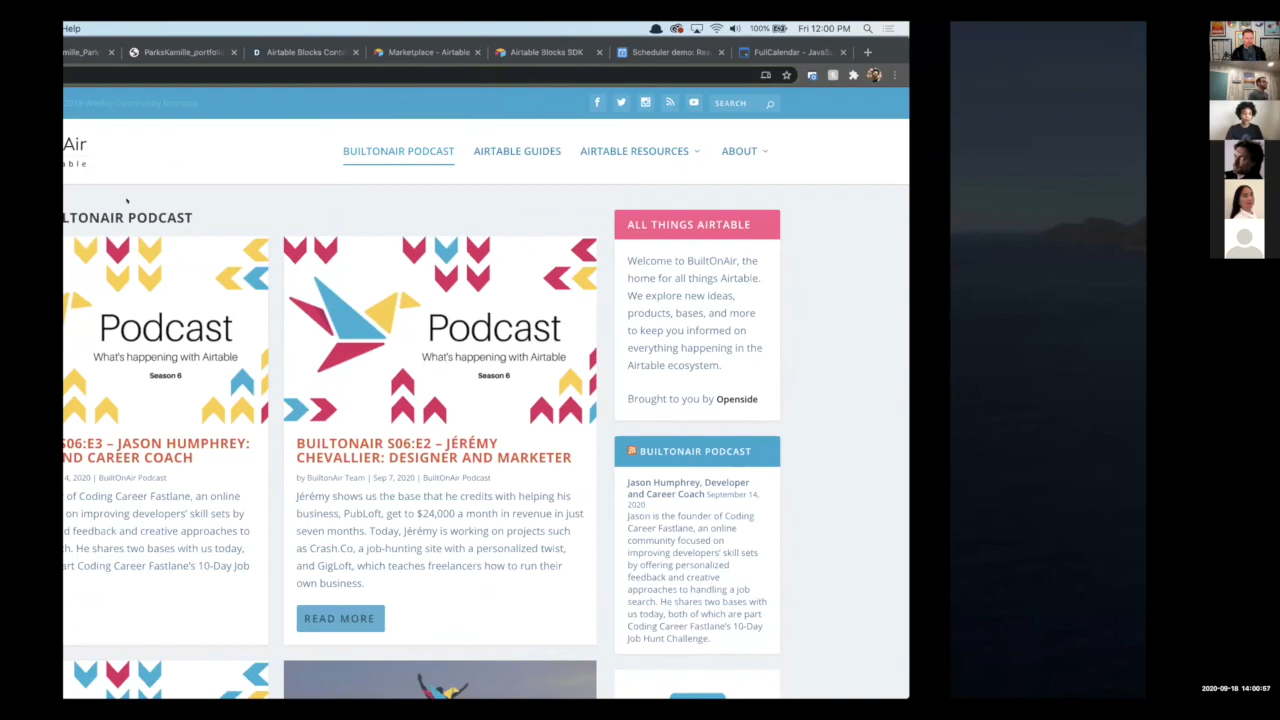 Help
100%
Fri 12:00 PM
mille_Park
ParksKamille_portfolio
Airtable Blocks Cont
Marketplace - Airtable
Airtable Blocks SDK
Scheduler demo: Rea
FullCalendar - JavaSc
2018 Weekly Community Roundup
SEARCH
Air
able
BUILTONAIR PODCAST
AIRTABLE GUIDES
AIRTABLE RESOURCES
ABOUT
LTONAIR PODCAST
Podcast
What's happening with Airtable
Season 6
S06:E3 – JASON HUMPHREY:
ND CAREER COACH
4, 2020 | BuiltOnAir Podcast
of Coding Career Fastlane, an online
on improving developers’ skill sets by
d feedback and creative approaches to
h. He shares two bases with us today,
art Coding Career Fastlane’s 10-Day Job
Podcast
What's happening with Airtable
Season 6
BUILTONAIR S06:E2 – JÉRÉMY
CHEVALLIER: DESIGNER AND MARKETER
by BuiltonAir Team | Sep 7, 2020 | BuiltOnAir Podcast
Jérémy shows us the base that he credits with helping his
business, PubLoft, get to $24,000 a month in revenue in just
seven months. Today, Jérémy is working on projects such
as Crash.Co, a job-hunting site with a personalized twist,
and GigLoft, which teaches freelancers how to run their
own business.
READ MORE
ALL THINGS AIRTABLE
Welcome to BuiltOnAir, the
home for all things Airtable.
We explore new ideas,
products, bases, and more
to keep you informed on
everything happening in the
Airtable ecosystem.
Brought to you by Openside
BUILTONAIR PODCAST
Jason Humphrey, Developer
and Career Coach September 14,
2020
Jason is the founder of Coding
Career Fastlane, an online
community focused on
improving developers’ skill sets
by offering personalized
feedback and creative
approaches to handling a job
search. He shares two bases with
us today, both of which are part
Coding Career Fastlane’s 10-Day
Job Hunt Challenge.
2020-09-18 14:00:57